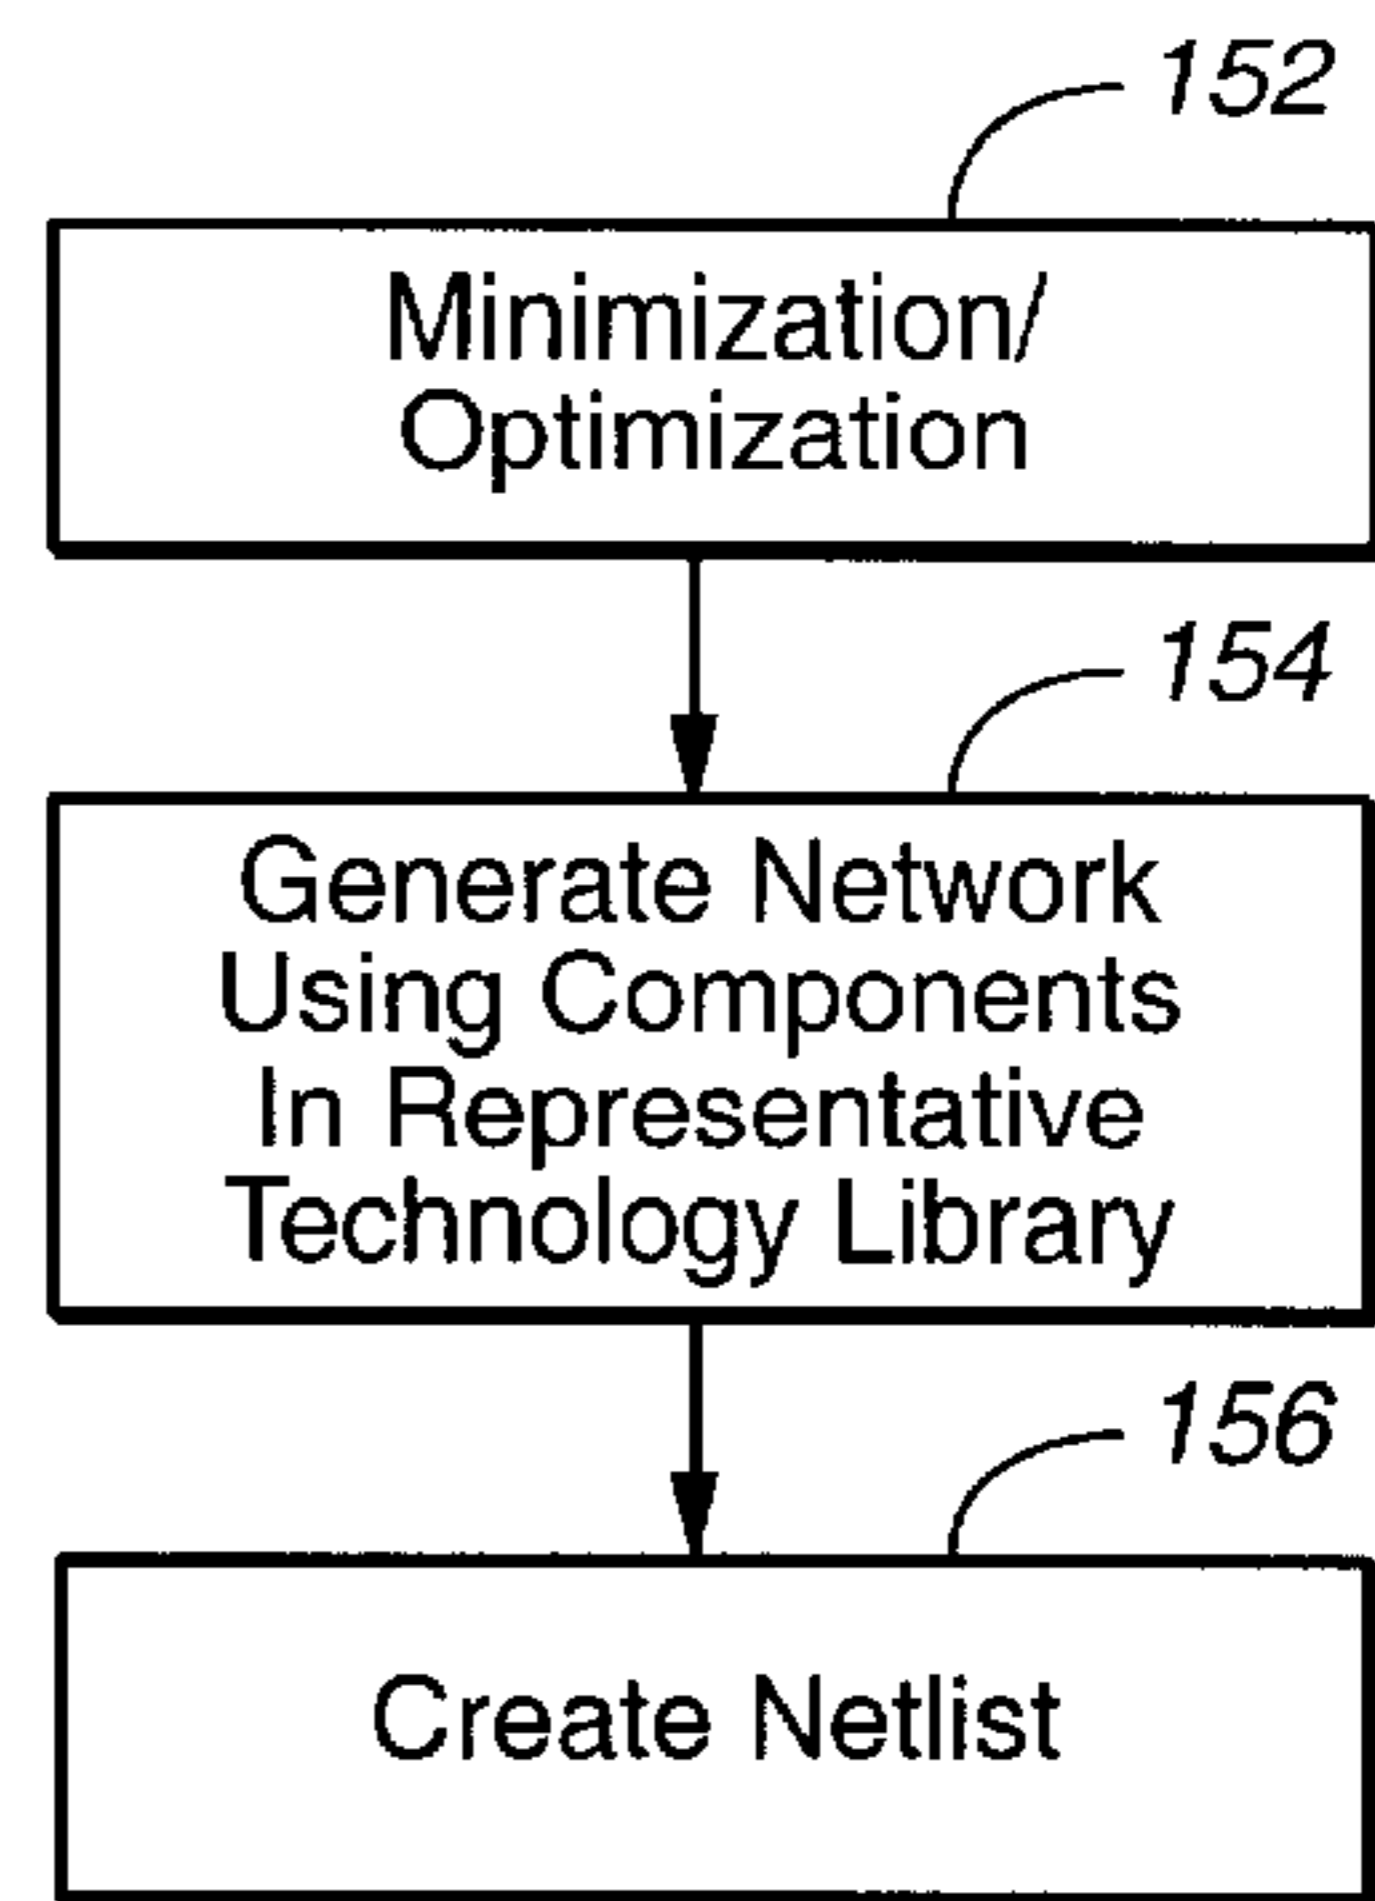 152
Minimization/
Optimization
154
Generate Network
Using Components
In Representative
Technology Library
156
Create Netlist